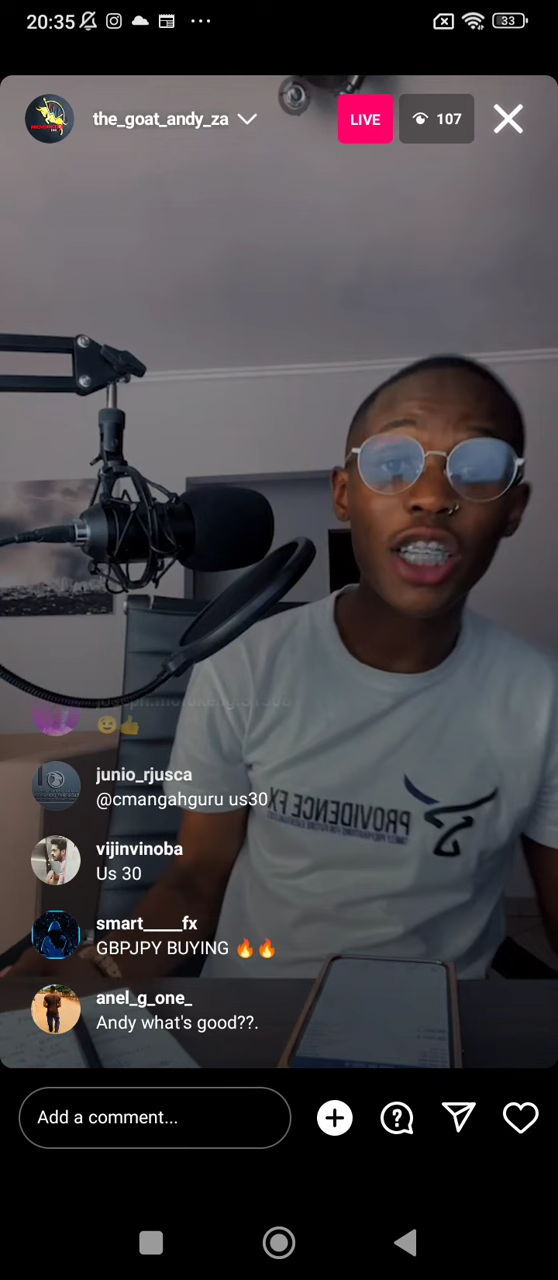 20:35
33
the_goat_andy_za
LIVE
107
😉👍
junio_rjusca
@cmangahguru us30
PROVIDENCE FX
vijinvinoba
Us 30
smart____fx
GBPJPY BUYING 🔥🔥
anel_g_one_
Andy what's good??.
Add a comment...